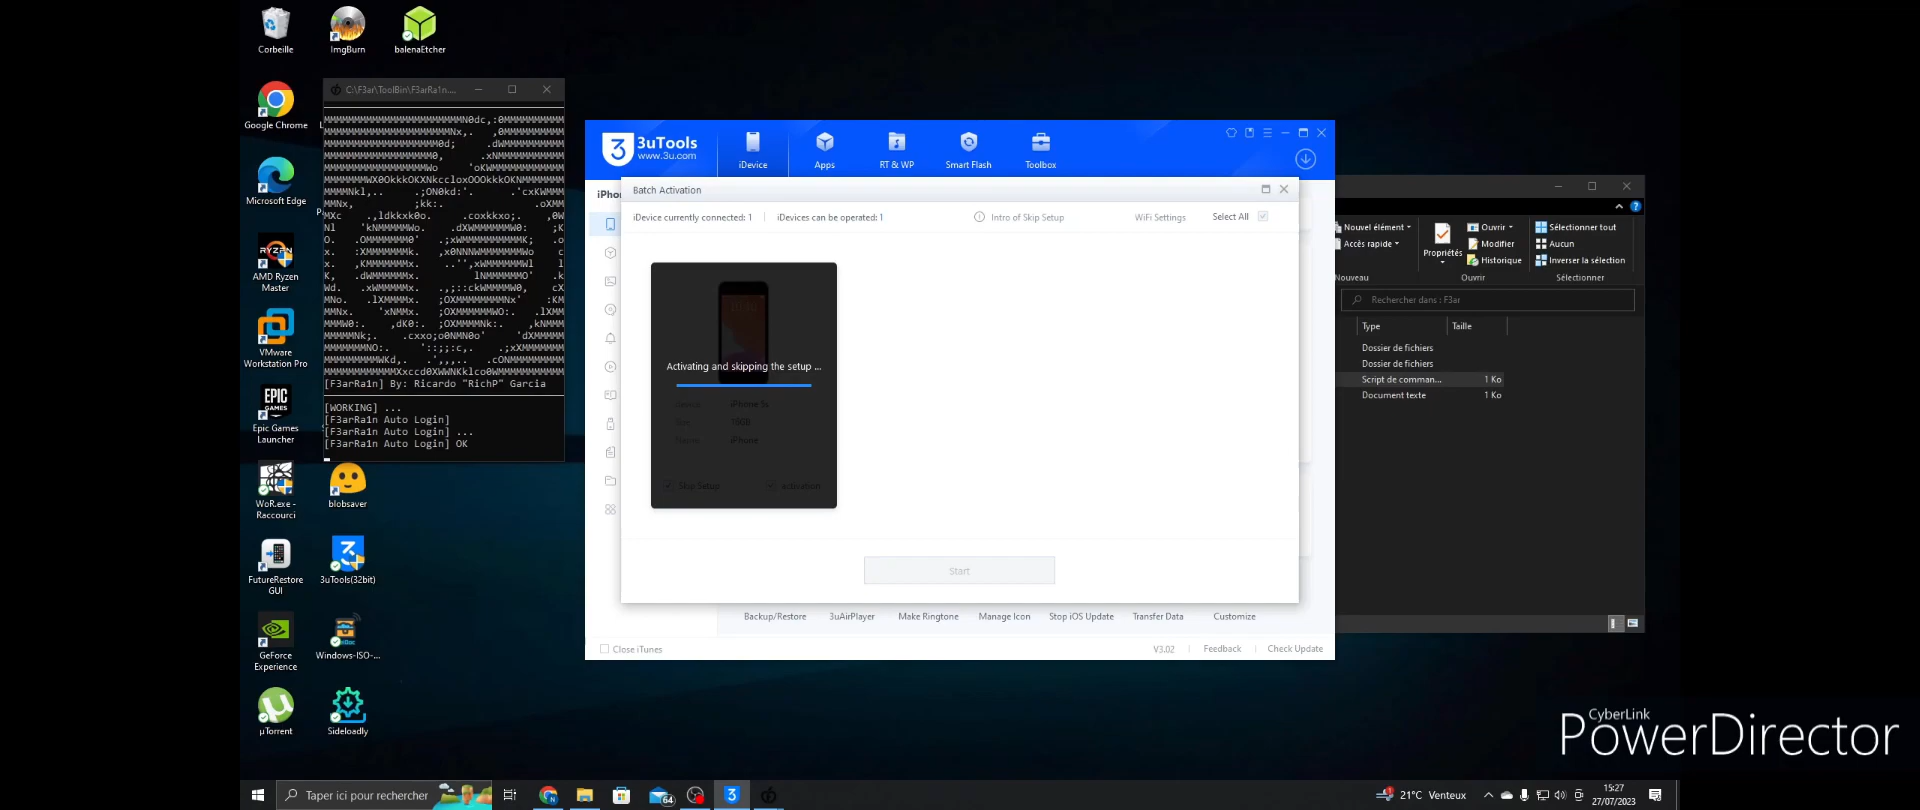 Corbeille
ImgBurn
balenaEtcher
Google Chrome
Microsoft Edge
AMD Ryzen
Master
VMware
Workstation Pro
Epic Games
Launcher
WoR.exe -
Raccourci
blobsaver
FutureRestore
GUI
3uTools(32bit)
GeForce
Experience
Windows-ISO-...
µTorrent
Sideloadly
C:\F3ar\ToolBin\F3arRa1n....
[F3arRa1n] By: Ricardo "RichP" Garcia
[WORKING] ...
[F3arRa1n Auto Login]
[F3arRa1n Auto Login] ...
[F3arRa1n Auto Login] OK
3uTools
www.3u.com
iDevice
Apps
RT & WP
Smart Flash
Toolbox
Batch Activation
iDevice currently connected: 1
iDevices can be operated: 1
Intro of Skip Setup
WiFi Settings
Select All
Activating and skipping the setup ...
iPhone 5s
16GB
iPhone
Skip Setup
activation
Start
Backup/Restore
3uAirPlayer
Make Ringtone
Manage Icon
Stop iOS Update
Transfer Data
Customize
Close iTunes
V3.02
Feedback
Check Update
Nouvel élément
Accès rapide
Nouveau
Propriétés
Ouvrir
Modifier
Historique
Ouvrir
Sélectionner tout
Aucun
Inverser la sélection
Sélectionner
Rechercher dans : F3ar
Type
Taille
Dossier de fichiers
Dossier de fichiers
Script de comman...
1 Ko
Document texte
1 Ko
CyberLink
PowerDirector
Taper ici pour rechercher
64
21°C Venteux
15:27
27/07/2023